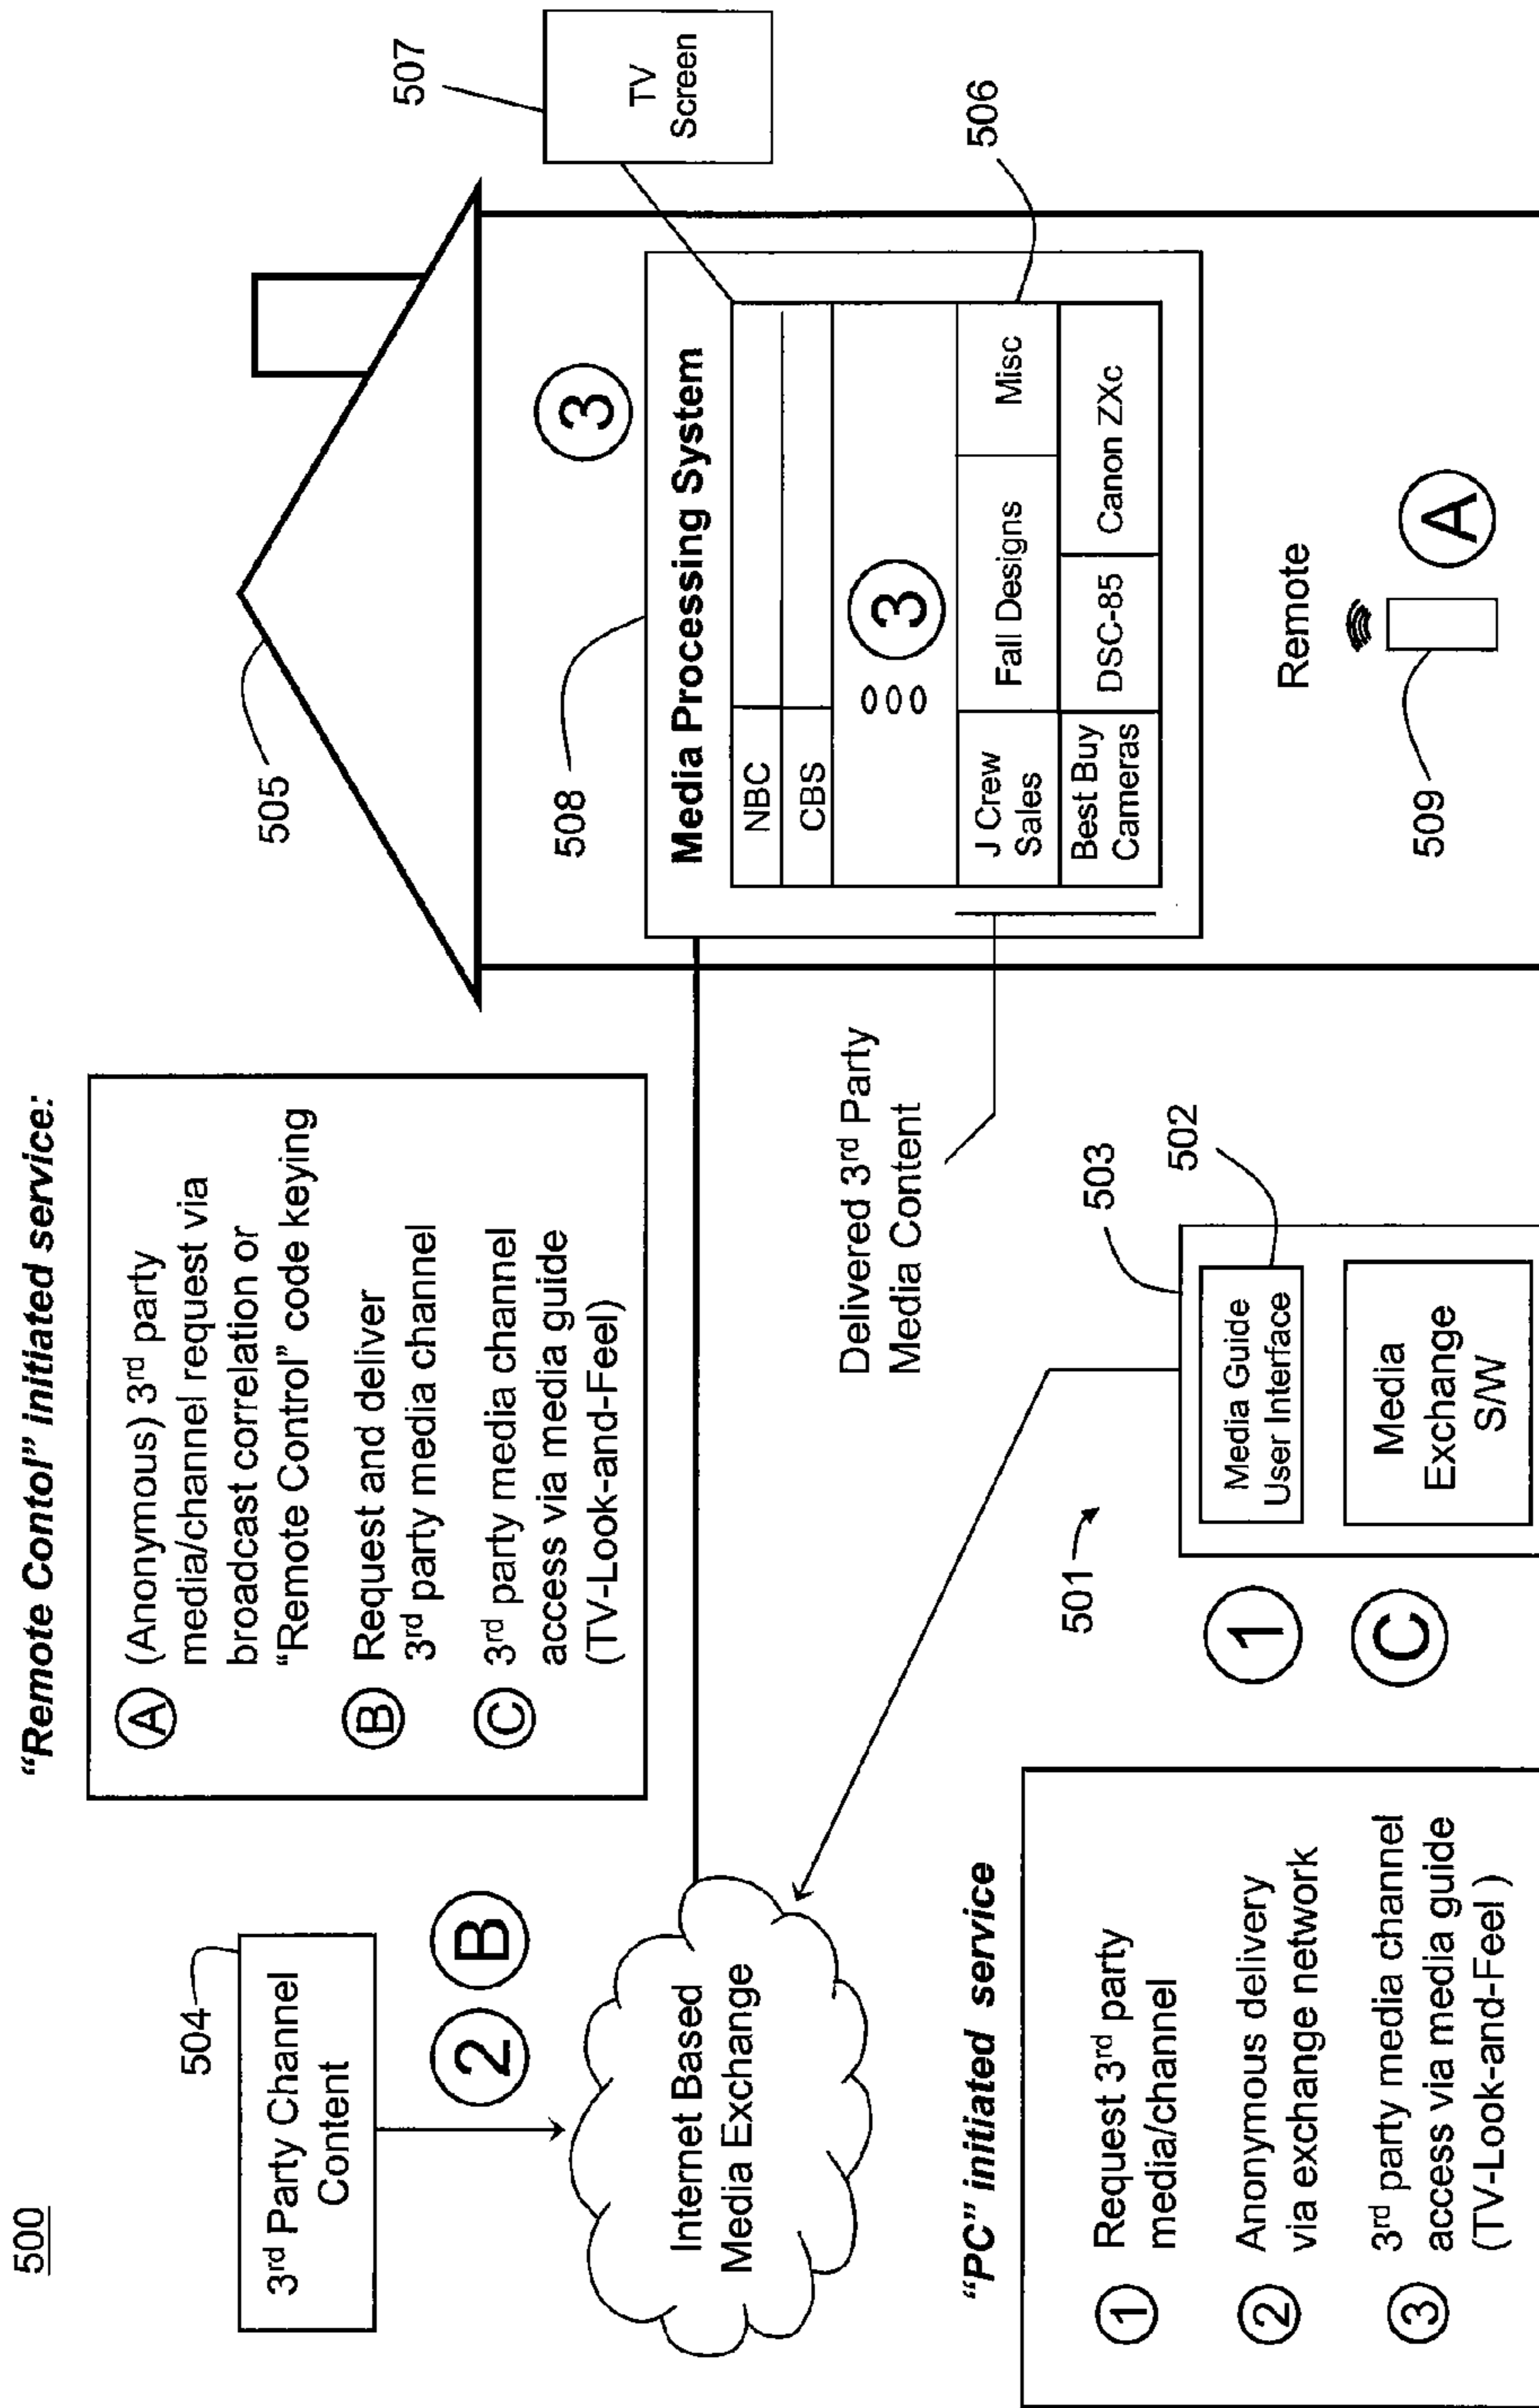 500
"Remote Contol" initiated service:
A (Anonymous) 3rd party
media/channel request via
broadcast correlation or
"Remote Control" code keying
B Request and deliver
3rd party media channel
C 3rd party media channel
access via media guide
(TV-Look-and-Feel)
504
3rd Party Channel
Content
2 B
Internet Based
Media Exchange
"PC" initiated service
1 Request 3rd party
media/channel
2 Anonymous delivery
via exchange network
3 3rd party media channel
access via media guide
(TV-Look-and-Feel )
Delivered 3rd Party
Media Content
501
503
502
1
C
Media Guide
User Interface
Media
Exchange
S/W
505
507
TV
Screen
508
3
Media Processing System
NBC
CBS
3
J Crew
Sales
Fall Designs
Misc
Best Buy
Cameras
DSC-85
Canon ZXc
506
Remote
509
A